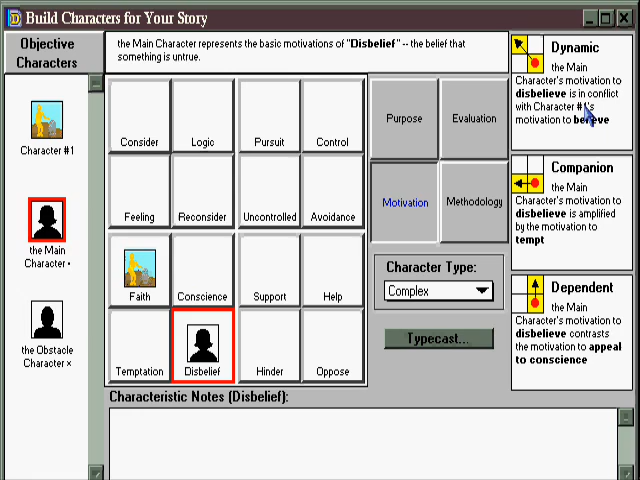 Build Characters for Your Story
Objective
Characters
the Main Character represents the basic motivations of "Disbelief" -- the belief that
something is untrue.
Character #1
the Main
Character •
the Obstacle
Character ×
Consider
Logic
Pursuit
Control
Feeling
Reconsider
Uncontrolled
Avoidance
Faith
Conscience
Support
Help
Temptation
Disbelief
Hinder
Oppose
Purpose
Evaluation
Motivation
Methodology
Character Type:
Complex
Typecast...
Dynamic
the Main
Character's motivation to
disbelieve is in conflict
with Character #1's
motivation to believe
Companion
the Main
Character's motivation to
disbelieve is amplified
by the motivation to
tempt
Dependent
the Main
Character's motivation to
disbelieve contrasts
the motivation to appeal
to conscience
Characteristic Notes (Disbelief):